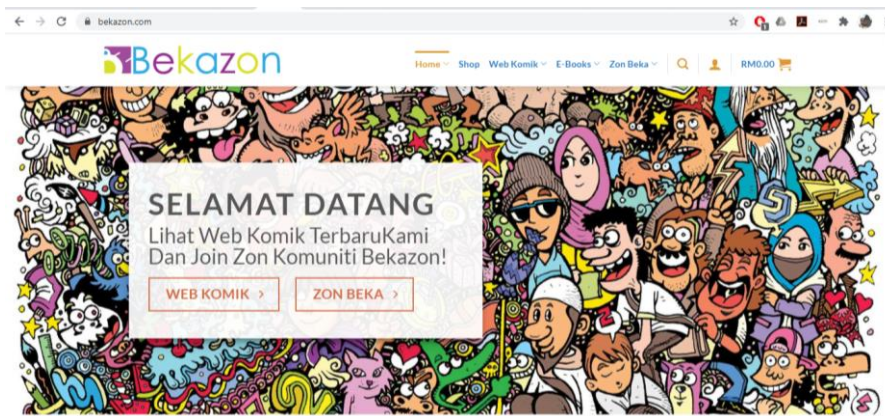 bekazon.com
Bekazon
Home Shop Web Komik E-Books Zon Beka RM0.00
SELAMAT DATANG
Lihat Web Komik TerbaruKami
Dan Join Zon Komuniti Bekazon!
WEB KOMIK >
ZON BEKA >